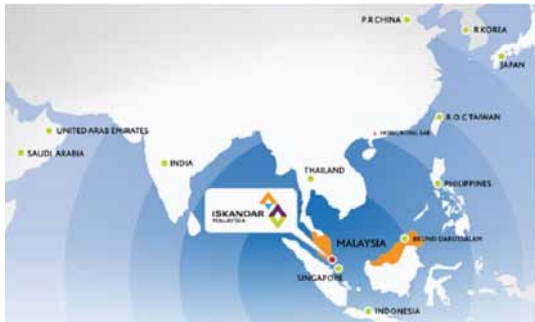 P.R CHINA
R.KOREA
JAPAN
R.O.C TAIWAN
UNITED ARAB EMIRATES
HONG KONG SAR
SAUDI ARABIA
INDIA
THAILAND
PHILIPPINES
ISKANDAR
MALAYSIA
MALAYSIA
BRUNEI DARUSSALAM
SINGAPORE
INDONESIA